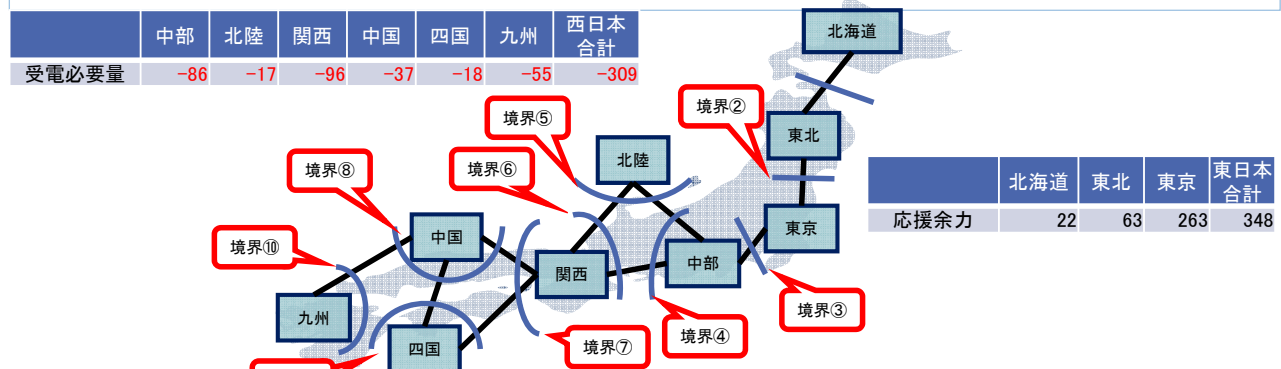 中部 北陸 関西 中国 四国 九州 西日本
合計
受電必要量 -86 -17 -96 -37 -18 -55 -309
北海道
境界②
境界⑤
東北
北陸
境界⑧
境界⑥
北海道 東北 東京 東日本
合計
応援余力 22 63 263 348
東京
中国
境界⑩
関西
中部
境界③
九州
境界④
四国
境界⑦